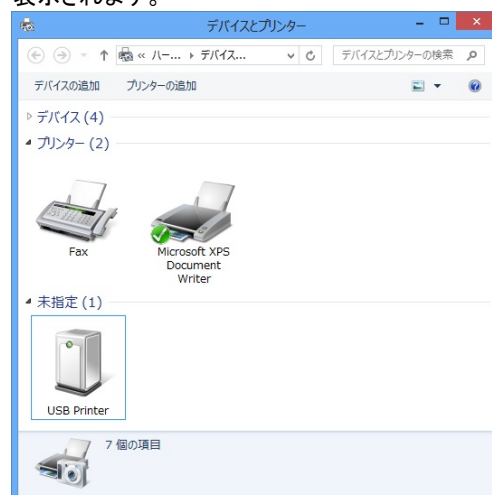 表示されます。
デバイスとプリンター
« ハー... ▸ デバイス...
デバイスとプリンターの検索
デバイスの追加 プリンターの追加
デバイス (4)
プリンター (2)
Fax
Microsoft XPS
Document
Writer
未指定 (1)
USB Printer
7 個の項目